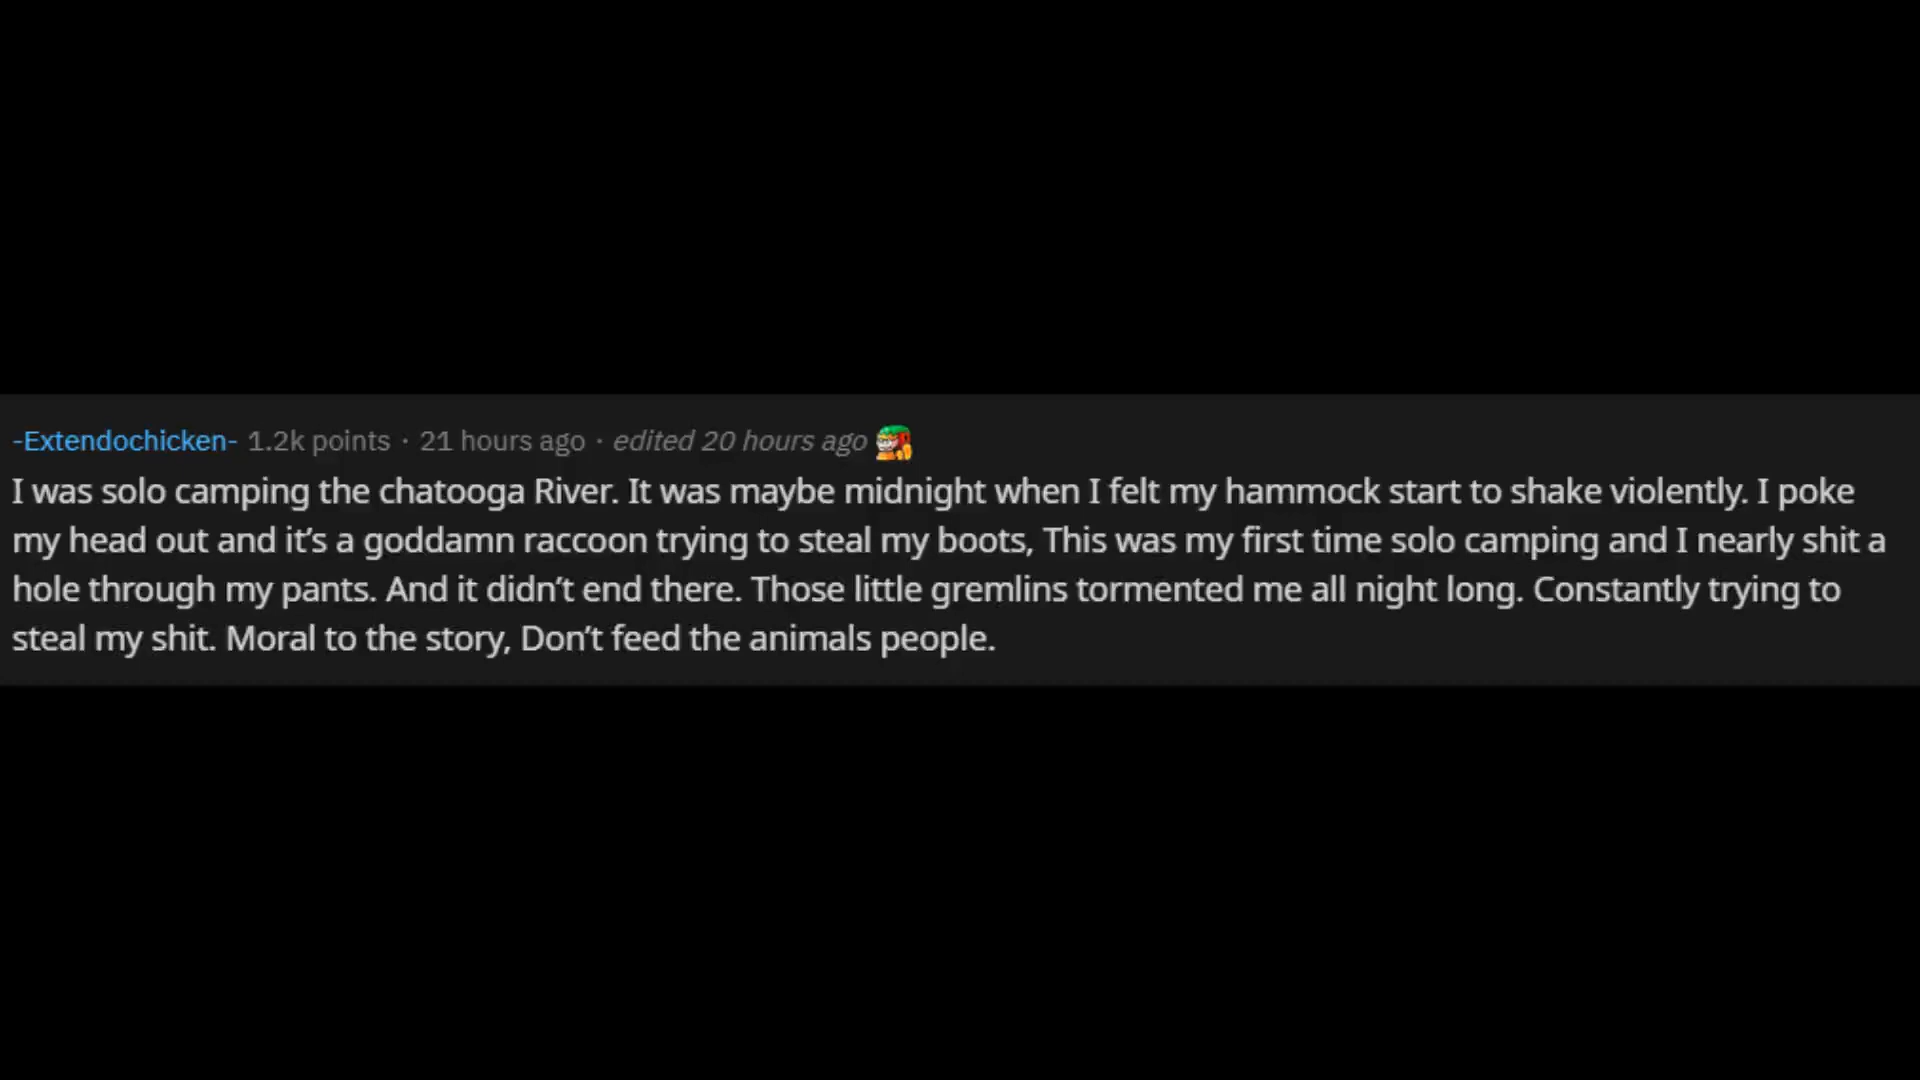 -Extendochicken- 1.2k points · 21 hours ago · edited 20 hours ago
I was solo camping the chatooga River. It was maybe midnight when I felt my hammock start to shake violently. I poke
my head out and it’s a goddamn raccoon trying to steal my boots, This was my first time solo camping and I nearly shit a
hole through my pants. And it didn’t end there. Those little gremlins tormented me all night long. Constantly trying to
steal my shit. Moral to the story, Don’t feed the animals people.